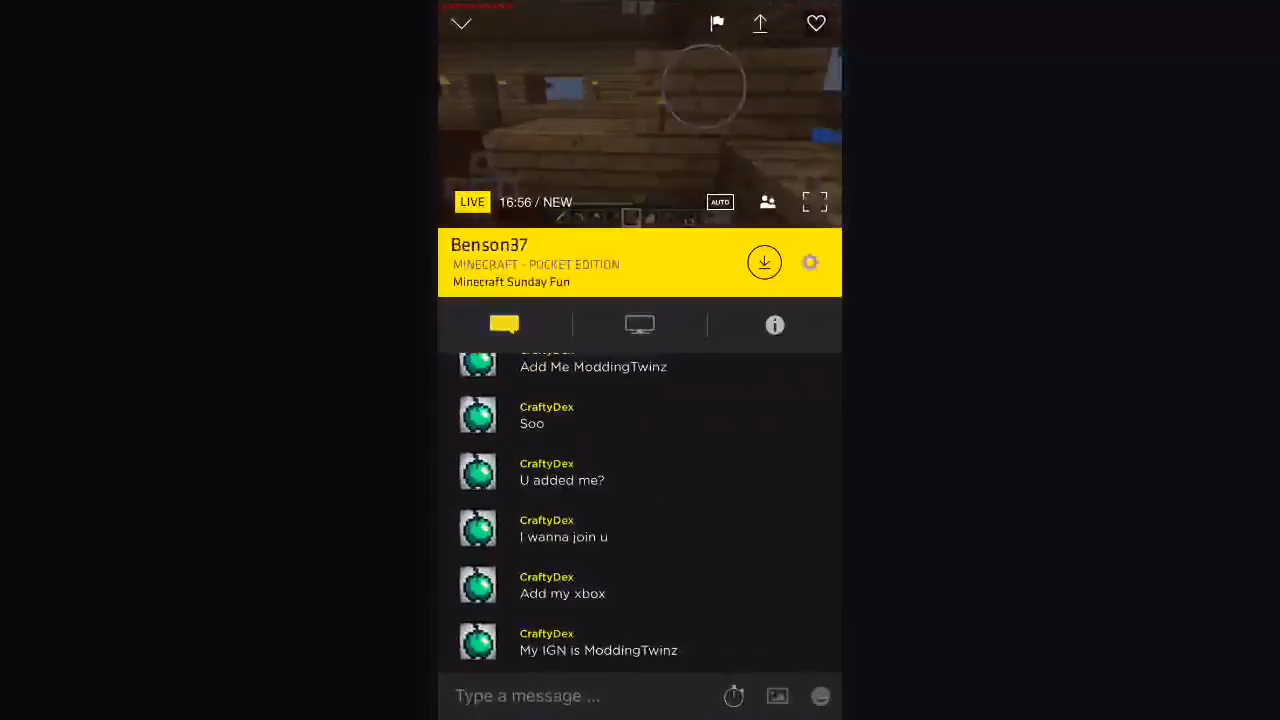 LIVE 16:56 / NEW AUTO
Benson37
MINECRAFT - POCKET EDITION
Minecraft Sunday Fun
CraftyDex
Add Me ModdingTwinz
CraftyDex
Soo
CraftyDex
U added me?
CraftyDex
I wanna join u
CraftyDex
Add my xbox
CraftyDex
My IGN is ModdingTwinz
Type a message ...